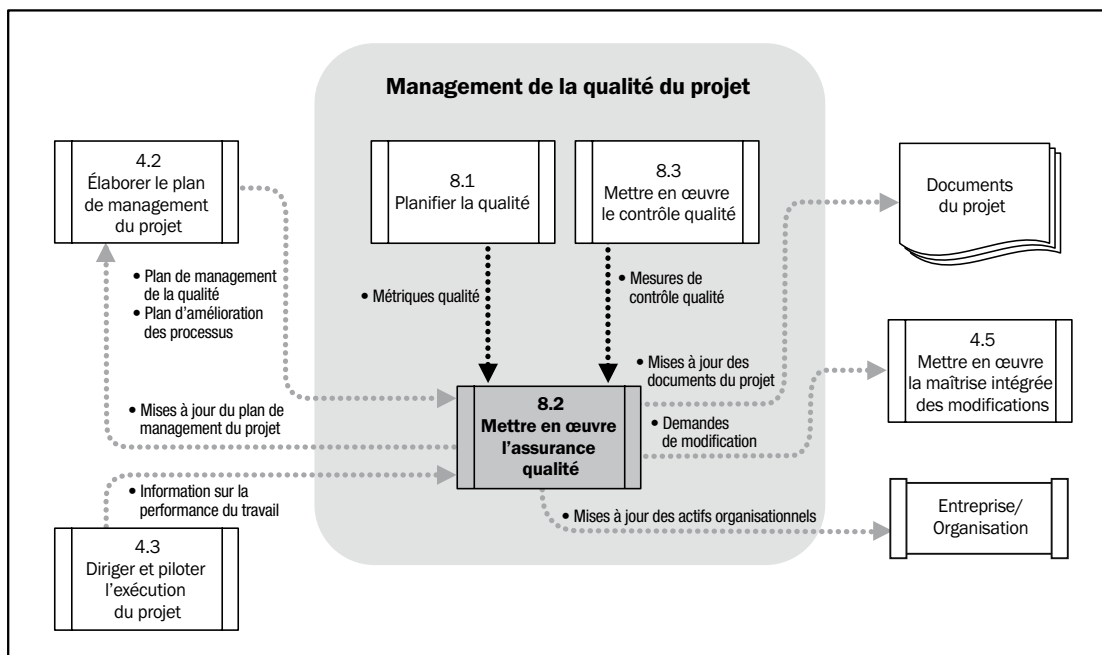 Management de la qualité du projet
4.2
Élaborer le plan
de management
du projet
8.1
Planifier la qualité
8.3
Mettre en œuvre
le contrôle qualité
Documents
du projet
• Plan de management
de la qualité
• Plan d’amélioration
des processus
• Métriques qualité
• Mesures de
contrôle qualité
4.5
Mettre en œuvre
la maîtrise intégrée
des modifications
• Mises à jour des
documents du projet
• Mises à jour du plan de
management du projet
8.2
Mettre en œuvre
l’assurance
qualité
• Demandes
de modification
• Information sur la
performance du travail
• Mises à jour des actifs organisationnels
Entreprise/
Organisation
4.3
Diriger et piloter
l’exécution
du projet